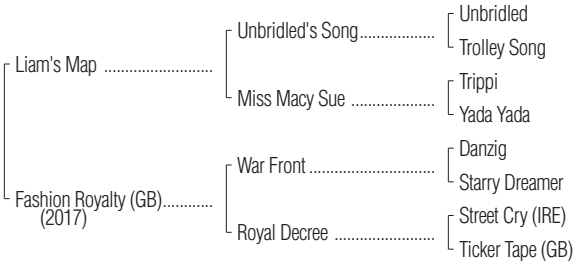 Unbridled
Unbridled's Song
Trolley Song
Liam's Map
Trippi
Miss Macy Sue
Yada Yada
Danzig
War Front
Starry Dreamer
Fashion Royalty (GB)
(2017)
Street Cry (IRE)
Royal Decree
Ticker Tape (GB)